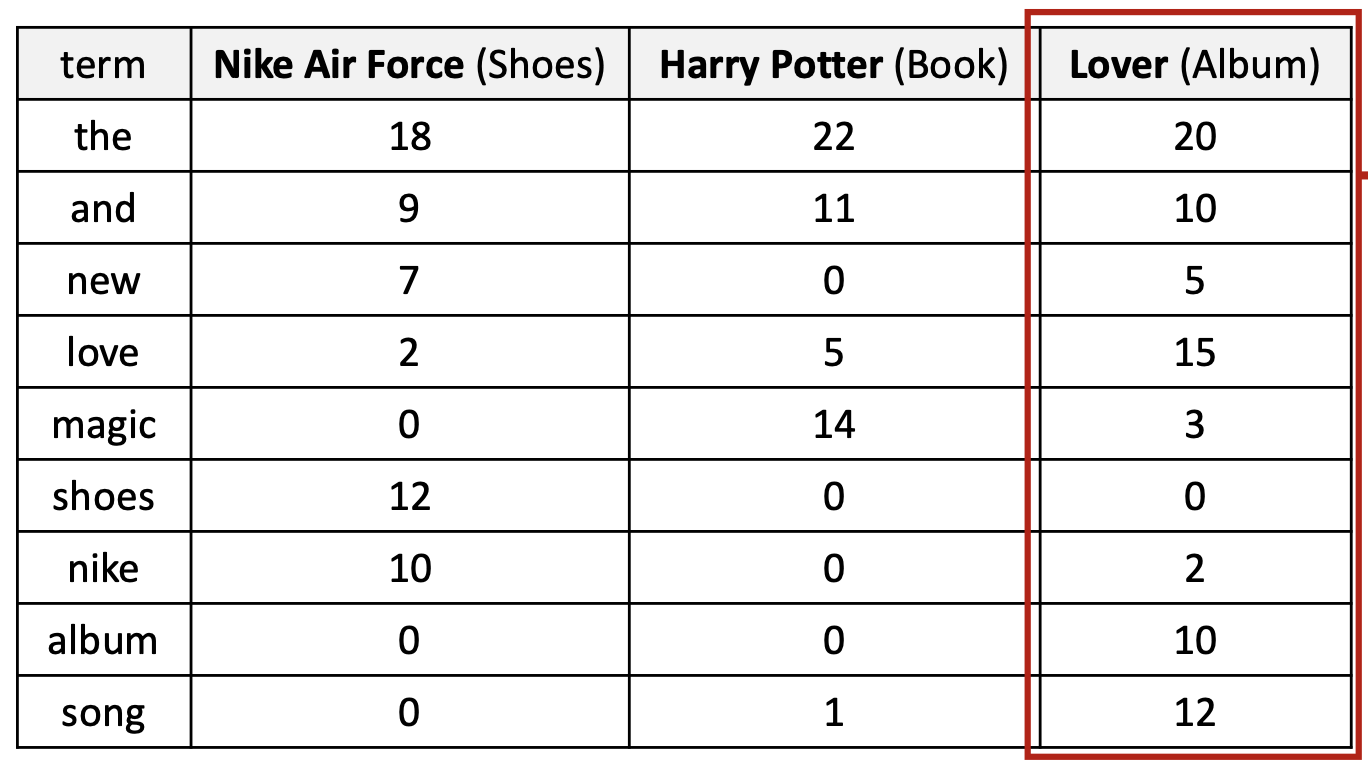 term Nike Air Force (Shoes) Harry Potter (Book) Lover (Album)
the 18 22 20
and 9 11 10
new 7 0 5
love 2 5 15
magic 0 14 3
shoes 12 0 0
nike 10 0 2
album 0 0 10
song 0 1 12